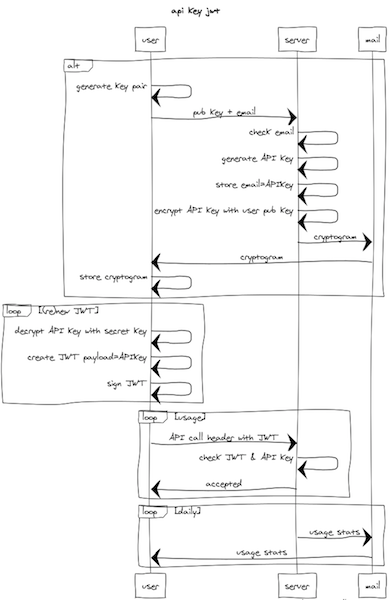 api key jwt
user server mail
alt
generate key pair
pub key + email
check email
generate API Key
store email=APIKey
encrypt API Key with user pub key
cryptogram
cryptogram
store cryptogram
loop [renew JWT]
decrypt API Key with secret key
create JWT payload=APIKey
sign JWT
loop [usage]
API call header with JWT
check JWT & API Key
accepted
loop [daily]
usage stats
usage stats
user server mail